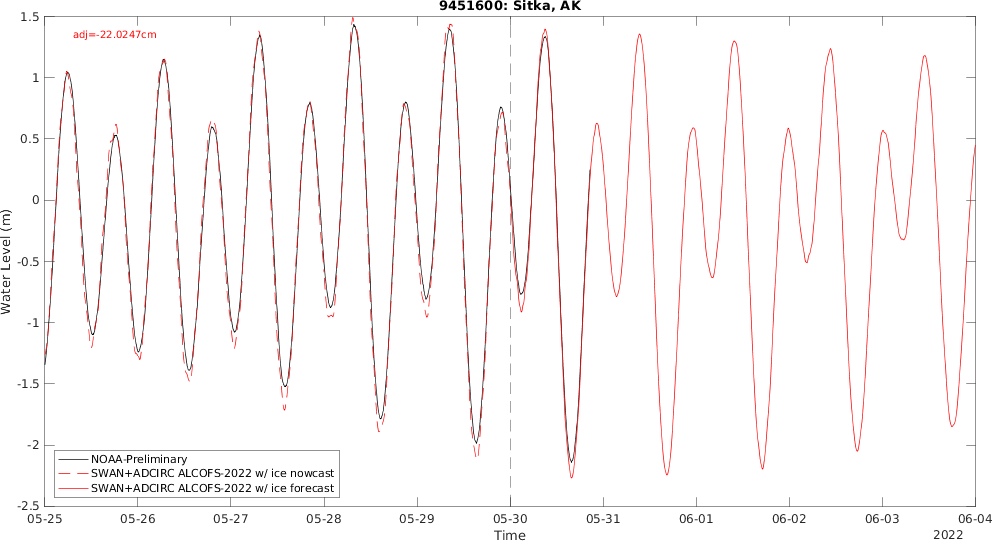 9451600: Sitka, AK
adj=-22.0247cm
1.5
1
0.5
0
-0.5
-1
-1.5
-2
-2.5
Water Level (m)
NOAA-Preliminary
SWAN+ADCIRC ALCOFS-2022 w/ ice nowcast
SWAN+ADCIRC ALCOFS-2022 w/ ice forecast
05-25 05-26 05-27 05-28 05-29 05-30 05-31 06-01 06-02 06-03 06-04
Time
2022